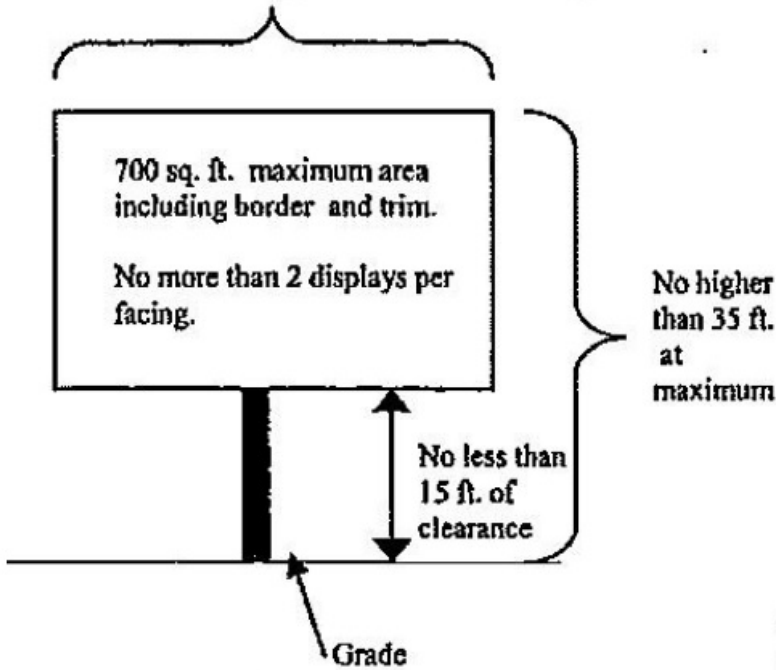 700 sq. ft. maximum area
including border and trim.
No more than 2 displays per
facing.
No higher
than 35 ft.
at
maximum
No less than
15 ft. of
clearance
Grade